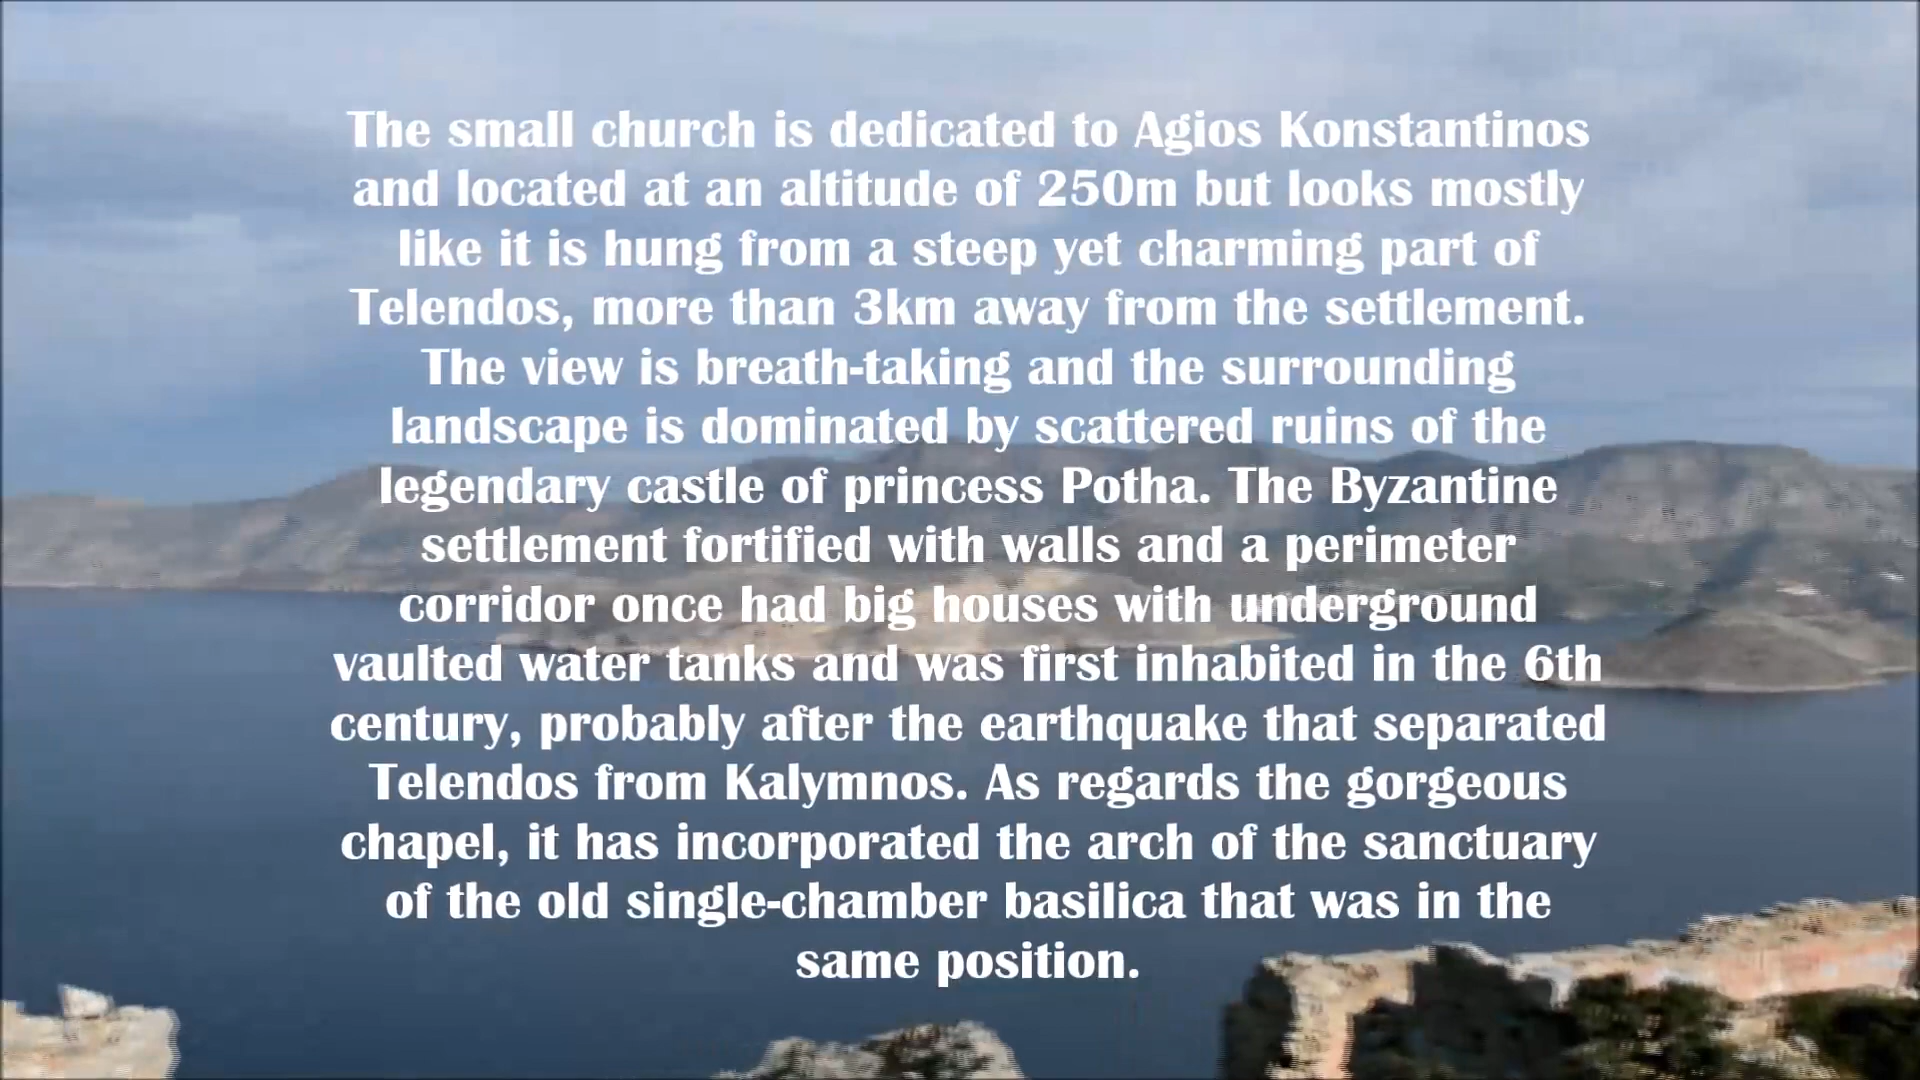 The small church is dedicated to Agios Konstantinos
and located at an altitude of 250m but looks mostly
like it is hung from a steep yet charming part of
Telendos, more than 3km away from the settlement.
The view is breath-taking and the surrounding
landscape is dominated by scattered ruins of the
legendary castle of princess Potha. The Byzantine
settlement fortified with walls and a perimeter
corridor once had big houses with underground
vaulted water tanks and was first inhabited in the 6th
century, probably after the earthquake that separated
Telendos from Kalymnos. As regards the gorgeous
chapel, it has incorporated the arch of the sanctuary
of the old single-chamber basilica that was in the
same position.